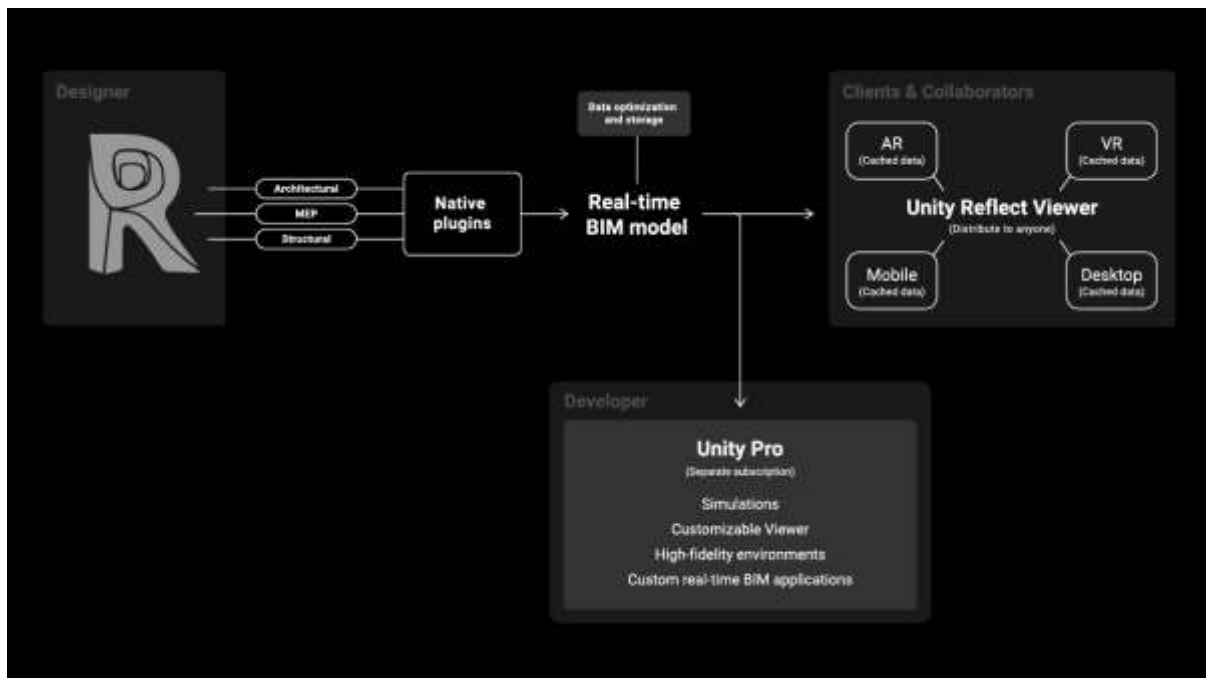 Designer
Architectural
MEP
Structural
Native
plugins
Data optimization
and storage
Real-time
BIM model
Clients & Collaborators
AR
(Cached data)
VR
(Cached data)
Unity Reflect Viewer
(Distribute to anyone)
Mobile
(Cached data)
Desktop
(Cached data)
Developer
Unity Pro
(Separate subscription)
Simulations
Customizable Viewer
High-fidelity environments
Custom real-time BIM applications